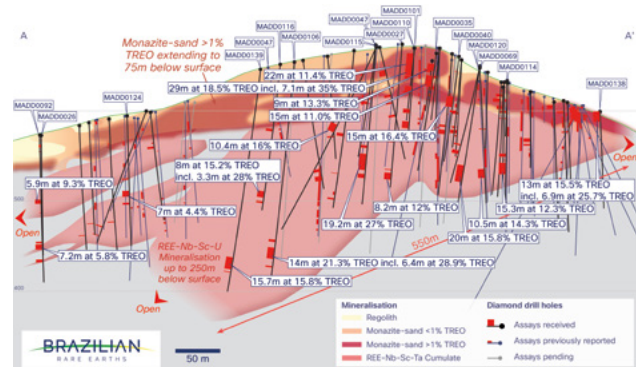 A
A'
MADD0047
MADD0101
MADD0116
MADD0110
MADD0035
MADD0047
MADD0106
MADD0027
MADD0040
MADD0139
MADD0115
MADD0120
MADD0069
MADD0114
MADD0138
MADD0124
MADD0092
MADD0026
Monazite-sand >1%
TREO extending to
75m below surface
22m at 11.4% TREO
29m at 18.5% TREO incl. 7.1m at 35% TREO
9m at 13.3% TREO
15m at 11.0% TREO
15m at 16.4% TREO
10.4m at 16% TREO
8m at 15.2% TREO
incl. 3.3m at 28% TREO
5.9m at 9.3% TREO
7m at 4.4% TREO
13m at 15.5% TREO
incl. 6.9m at 25.7% TREO
8.2m at 12% TREO
15.3m at 12.3% TREO
19.2m at 27% TREO
10.5m at 14.3% TREO
20m at 15.8% TREO
Open
Open
500
7.2m at 5.8% TREO
REE-Nb-Sc-U
Mineralisation
up to 250m
below surface
550m
14m at 21.3% TREO incl. 6.4m at 28.9% TREO
15.7m at 15.8% TREO
400
Open
Mineralisation
Regolith
Monazite-sand <1% TREO
Monazite-sand >1% TREO
REE-Nb-Sc-Ta Cumulate
Diamond drill holes
Assays received
Assays previously reported
Assays pending
BRAZILIAN
RARE EARTHS
50 m